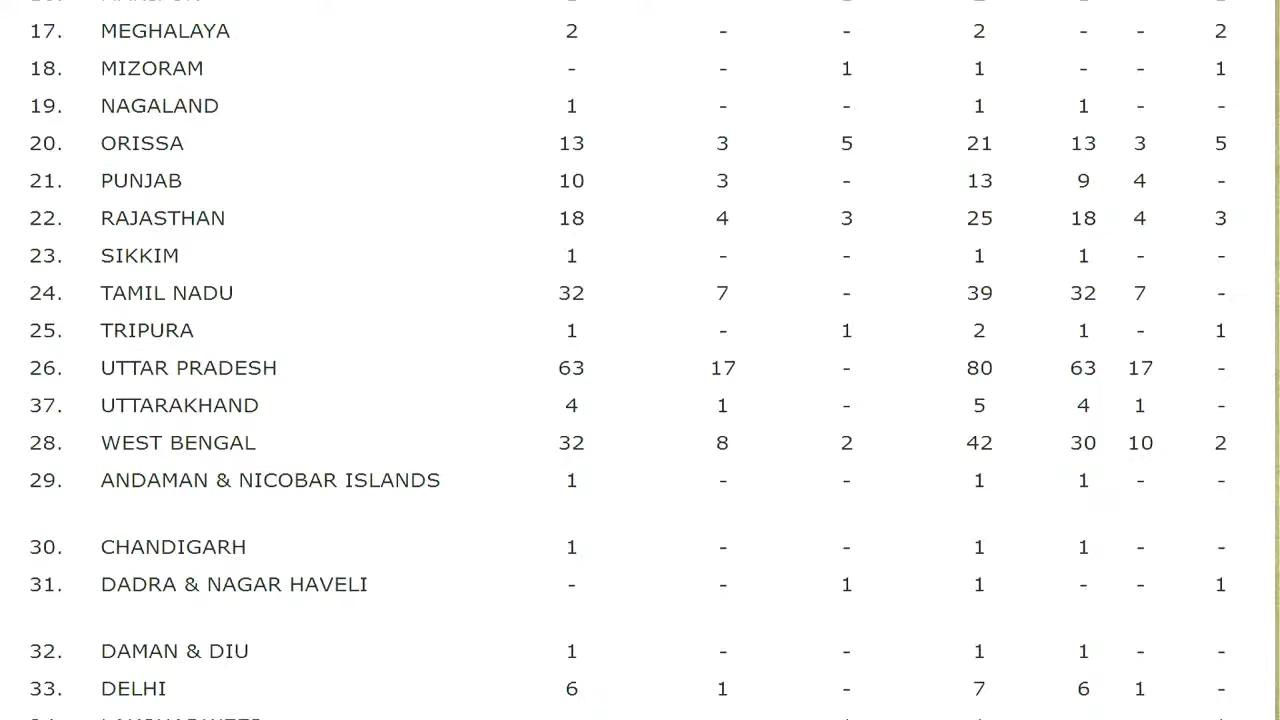 17. MEGHALAYA 2 - - 2 - - 2
18. MIZORAM - - 1 1 - - 1
19. NAGALAND 1 - - 1 1 - -
20. ORISSA 13 3 5 21 13 3 5
21. PUNJAB 10 3 - 13 9 4 -
22. RAJASTHAN 18 4 3 25 18 4 3
23. SIKKIM 1 - - 1 1 - -
24. TAMIL NADU 32 7 - 39 32 7 -
25. TRIPURA 1 - 1 2 1 - 1
26. UTTAR PRADESH 63 17 - 80 63 17 -
37. UTTARAKHAND 4 1 - 5 4 1 -
28. WEST BENGAL 32 8 2 42 30 10 2
29. ANDAMAN & NICOBAR ISLANDS 1 - - 1 1 - -
30. CHANDIGARH 1 - - 1 1 - -
31. DADRA & NAGAR HAVELI - - 1 1 - - 1
32. DAMAN & DIU 1 - - 1 1 - -
33. DELHI 6 1 - 7 6 1 -